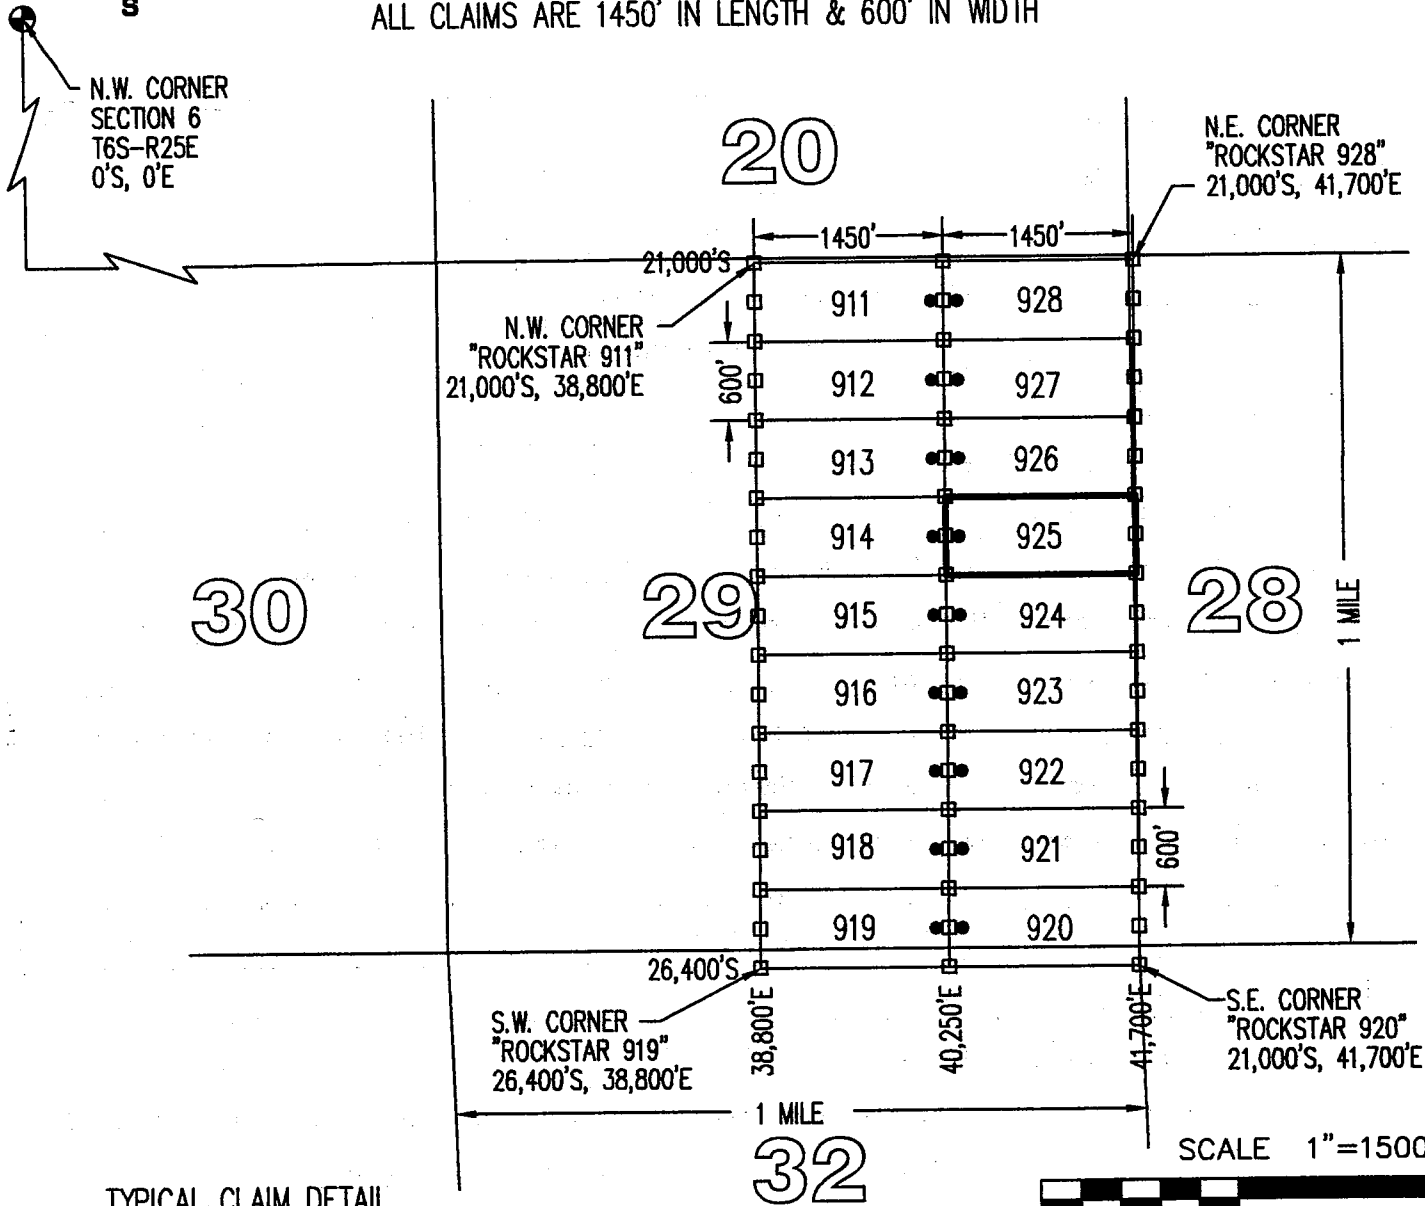 S
ALL CLAIMS ARE 1450' IN LENGTH & 600' IN WIDTH
N.W. CORNER
SECTION 6
T6S-R25E
0'S, 0'E
20
N.E. CORNER
"ROCKSTAR 928"
21,000'S, 41,700'E
1450'
1450'
21,000'S
N.W. CORNER
"ROCKSTAR 911"
21,000'S, 38,800'E
600'
911
928
912
927
913
926
914
925
915
924
916
923
917
922
918
921
919
920
30
29
28
1 MILE
600'
26,400'S
S.W. CORNER
"ROCKSTAR 919"
26,400'S, 38,800'E
38,800'E
40,250'E
41,700'E
S.E. CORNER
"ROCKSTAR 920"
21,000'S, 41,700'E
1 MILE
32
SCALE 1"=1500
TYPICAL CLAIM DETAIL